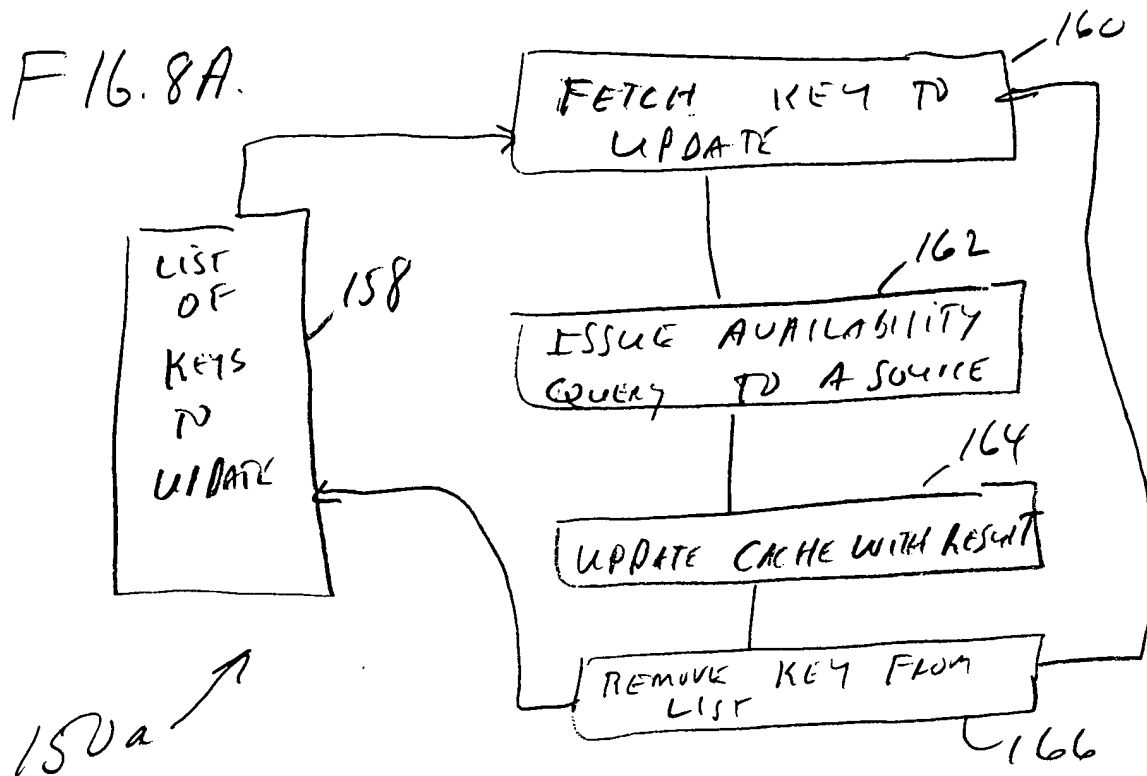 FIG. 8A.
160
FETCH KEY TO
UPDATE
LIST
OF
KEYS
TO
UPDATE
158
162
ISSUE AVAILABILITY
QUERY TO A SOURCE
164
UPDATE CACHE WITH RESULT
REMOVE KEY FROM
LIST
166
150a